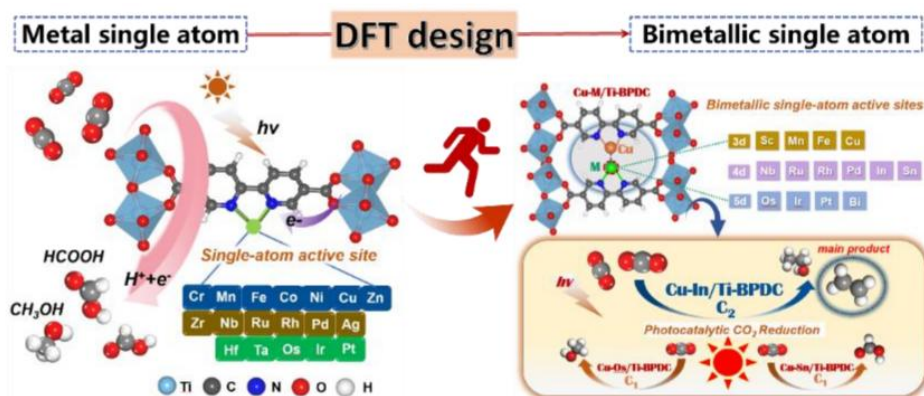 Metal single atom
DFT design
Bimetallic single atom
hν
e-
HCOOH
CH₃OH
H⁺+e⁻
Single-atom active site
Cr Mn Fe Co Ni Cu Zn
Zr Nb Ru Rh Pd Ag
Hf Ta Os Ir Pt
Ti C N O H
Cu-M/Ti-BPDC
Bimetallic single-atom active sites
Cu
M
3d Sc Mn Fe Cu
4d Nb Ru Rh Pd In Sn
5d Os Ir Pt Bi
main product
hν
Cu-In/Ti-BPDC
C₂
Photocatalytic CO₂ Reduction
Cu-Os/Ti-BPDC
C₁
Cu-Sn/Ti-BPDC
C₁